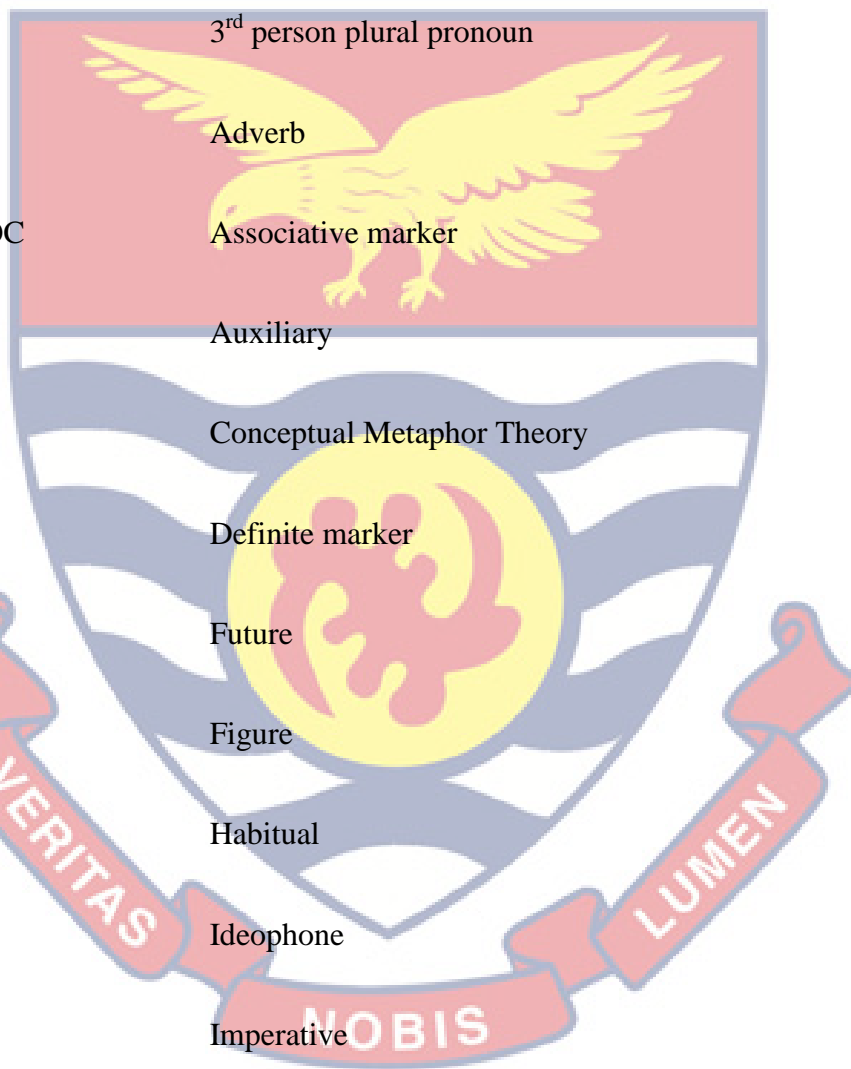 3rd person plural pronoun
Adverb
Associative marker
Auxiliary
Conceptual Metaphor Theory
Definite marker
Future
Figure
Habitual
Ideophone
Imperative
VERITAS
NOBIS
LUMEN